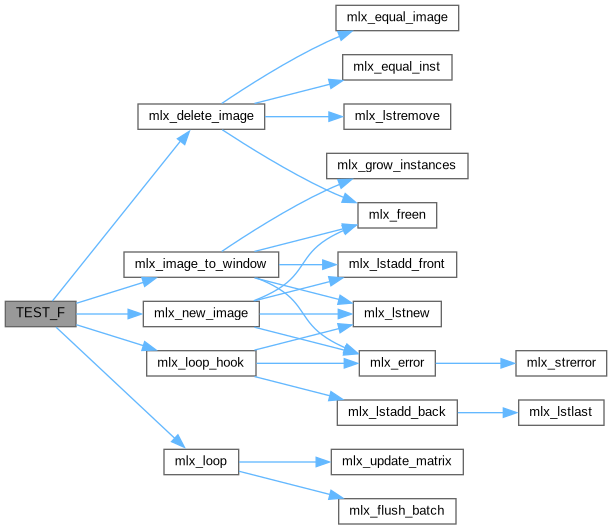 TEST_F
mlx_delete_image
mlx_image_to_window
mlx_new_image
mlx_loop_hook
mlx_loop
mlx_equal_image
mlx_equal_inst
mlx_lstremove
mlx_grow_instances
mlx_freen
mlx_lstadd_front
mlx_lstnew
mlx_error
mlx_lstadd_back
mlx_update_matrix
mlx_flush_batch
mlx_strerror
mlx_lstlast